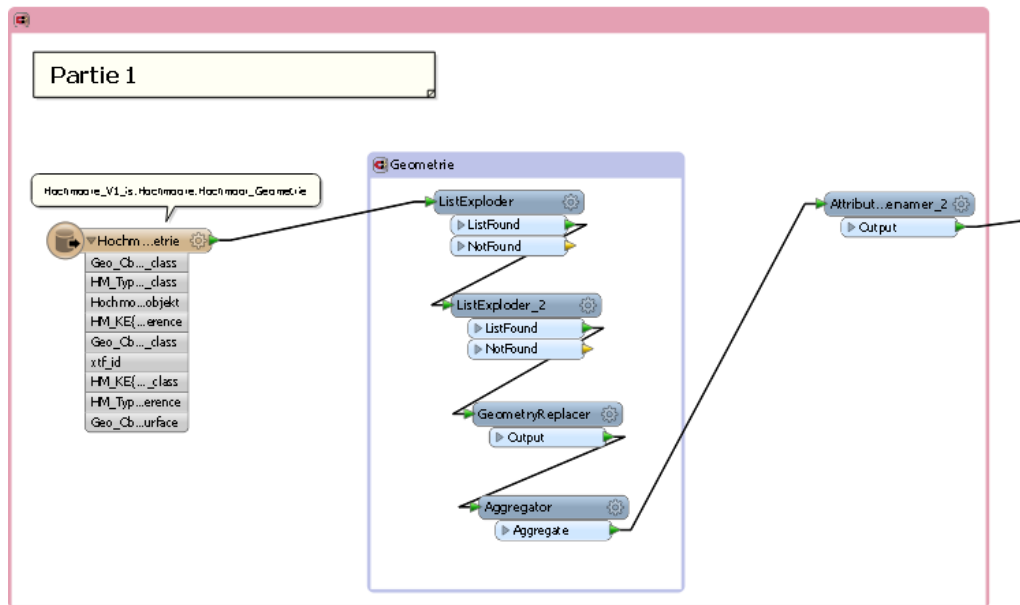 Partie 1
Geometrie
Hochmoore_V1_is.Hochmoore.Hochmoor_Geometrie
Hochm...etrie
Geo_Cb..._class
HM_Typ..._class
Hochmo...objekt
HM_KE{...erence
Geo_Cb..._class
xtf_id
HM_KE{..._class
HM_Typ...erence
Geo_Cb...urface
ListExploder
ListFound
NotFound
ListExploder_2
ListFound
NotFound
GeometryReplacer
Output
Aggregator
Aggregate
Attribut...enamer_2
Output